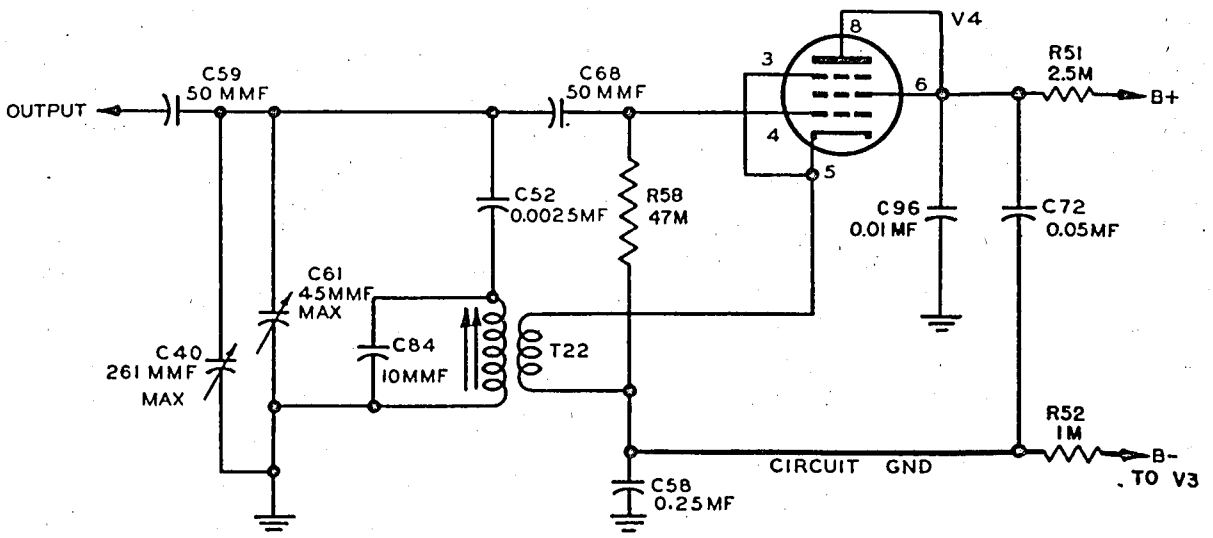 C59
50 MMF
OUTPUT
C68
50 MMF
8
V4
3
4
5
6
R51
2.5M
B+
C52
0.0025MF
R58
47M
C96
0.01MF
C72
0.05MF
C61
45MMF
MAX
C40
261 MMF
MAX
C84
10MMF
T22
R52
1M
B-
TO V3
CIRCUIT GND
C58
0.25MF